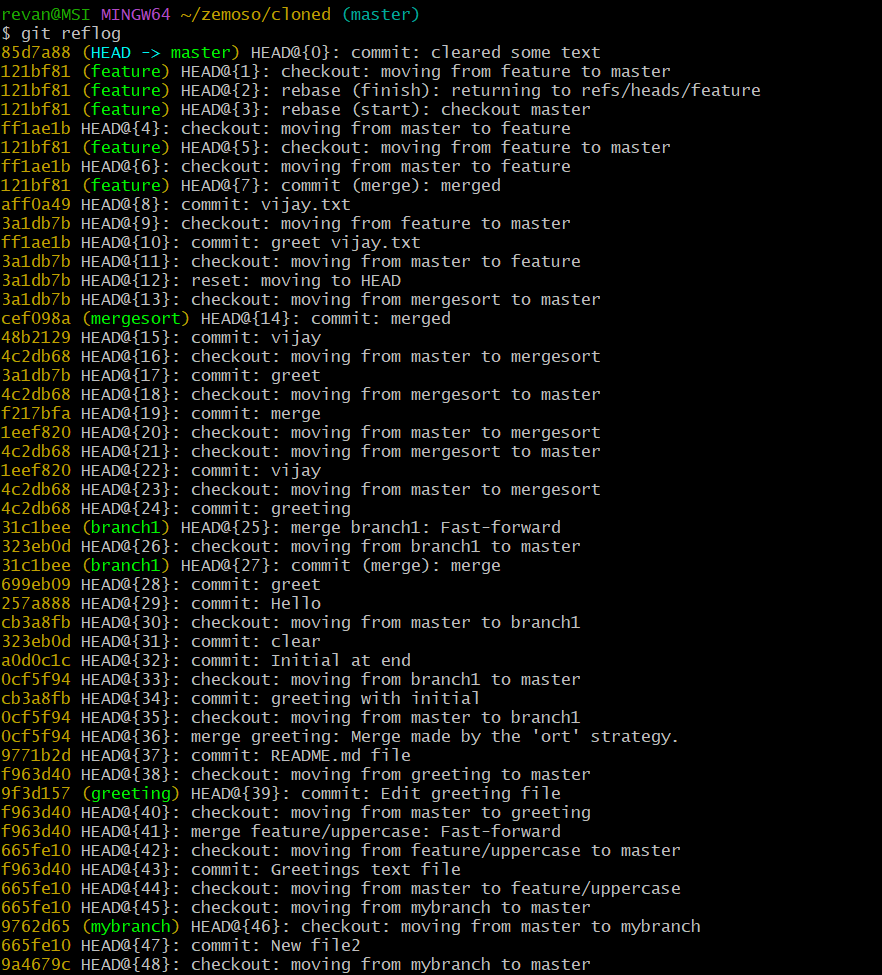 revan@MSI MINGW64 ~/zemoso/cloned (master)
$ git reflog
85d7a88 (HEAD -> master) HEAD@{0}: commit: cleared some text
121bf81 (feature) HEAD@{1}: checkout: moving from feature to master
121bf81 (feature) HEAD@{2}: rebase (finish): returning to refs/heads/feature
121bf81 (feature) HEAD@{3}: rebase (start): checkout master
ff1ae1b HEAD@{4}: checkout: moving from master to feature
121bf81 (feature) HEAD@{5}: checkout: moving from feature to master
ff1ae1b HEAD@{6}: checkout: moving from master to feature
121bf81 (feature) HEAD@{7}: commit (merge): merged
aff0a49 HEAD@{8}: commit: vijay.txt
3a1db7b HEAD@{9}: checkout: moving from feature to master
ff1ae1b HEAD@{10}: commit: greet vijay.txt
3a1db7b HEAD@{11}: checkout: moving from master to feature
3a1db7b HEAD@{12}: reset: moving to HEAD
3a1db7b HEAD@{13}: checkout: moving from mergesort to master
cef098a (mergesort) HEAD@{14}: commit: merged
48b2129 HEAD@{15}: commit: vijay
4c2db68 HEAD@{16}: checkout: moving from master to mergesort
3a1db7b HEAD@{17}: commit: greet
4c2db68 HEAD@{18}: checkout: moving from mergesort to master
f217bfa HEAD@{19}: commit: merge
1eef820 HEAD@{20}: checkout: moving from master to mergesort
4c2db68 HEAD@{21}: checkout: moving from mergesort to master
1eef820 HEAD@{22}: commit: vijay
4c2db68 HEAD@{23}: checkout: moving from master to mergesort
4c2db68 HEAD@{24}: commit: greeting
31c1bee (branch1) HEAD@{25}: merge branch1: Fast-forward
323eb0d HEAD@{26}: checkout: moving from branch1 to master
31c1bee (branch1) HEAD@{27}: commit (merge): merge
699eb09 HEAD@{28}: commit: greet
257a888 HEAD@{29}: commit: Hello
cb3a8fb HEAD@{30}: checkout: moving from master to branch1
323eb0d HEAD@{31}: commit: clear
a0d0c1c HEAD@{32}: commit: Initial at end
0cf5f94 HEAD@{33}: checkout: moving from branch1 to master
cb3a8fb HEAD@{34}: commit: greeting with initial
0cf5f94 HEAD@{35}: checkout: moving from master to branch1
0cf5f94 HEAD@{36}: merge greeting: Merge made by the 'ort' strategy.
9771b2d HEAD@{37}: commit: README.md file
f963d40 HEAD@{38}: checkout: moving from greeting to master
9f3d157 (greeting) HEAD@{39}: commit: Edit greeting file
f963d40 HEAD@{40}: checkout: moving from master to greeting
f963d40 HEAD@{41}: merge feature/uppercase: Fast-forward
665fe10 HEAD@{42}: checkout: moving from feature/uppercase to master
f963d40 HEAD@{43}: commit: Greetings text file
665fe10 HEAD@{44}: checkout: moving from master to feature/uppercase
665fe10 HEAD@{45}: checkout: moving from mybranch to master
9762d65 (mybranch) HEAD@{46}: checkout: moving from master to mybranch
665fe10 HEAD@{47}: commit: New file2
9a4679c HEAD@{48}: checkout: moving from mybranch to master